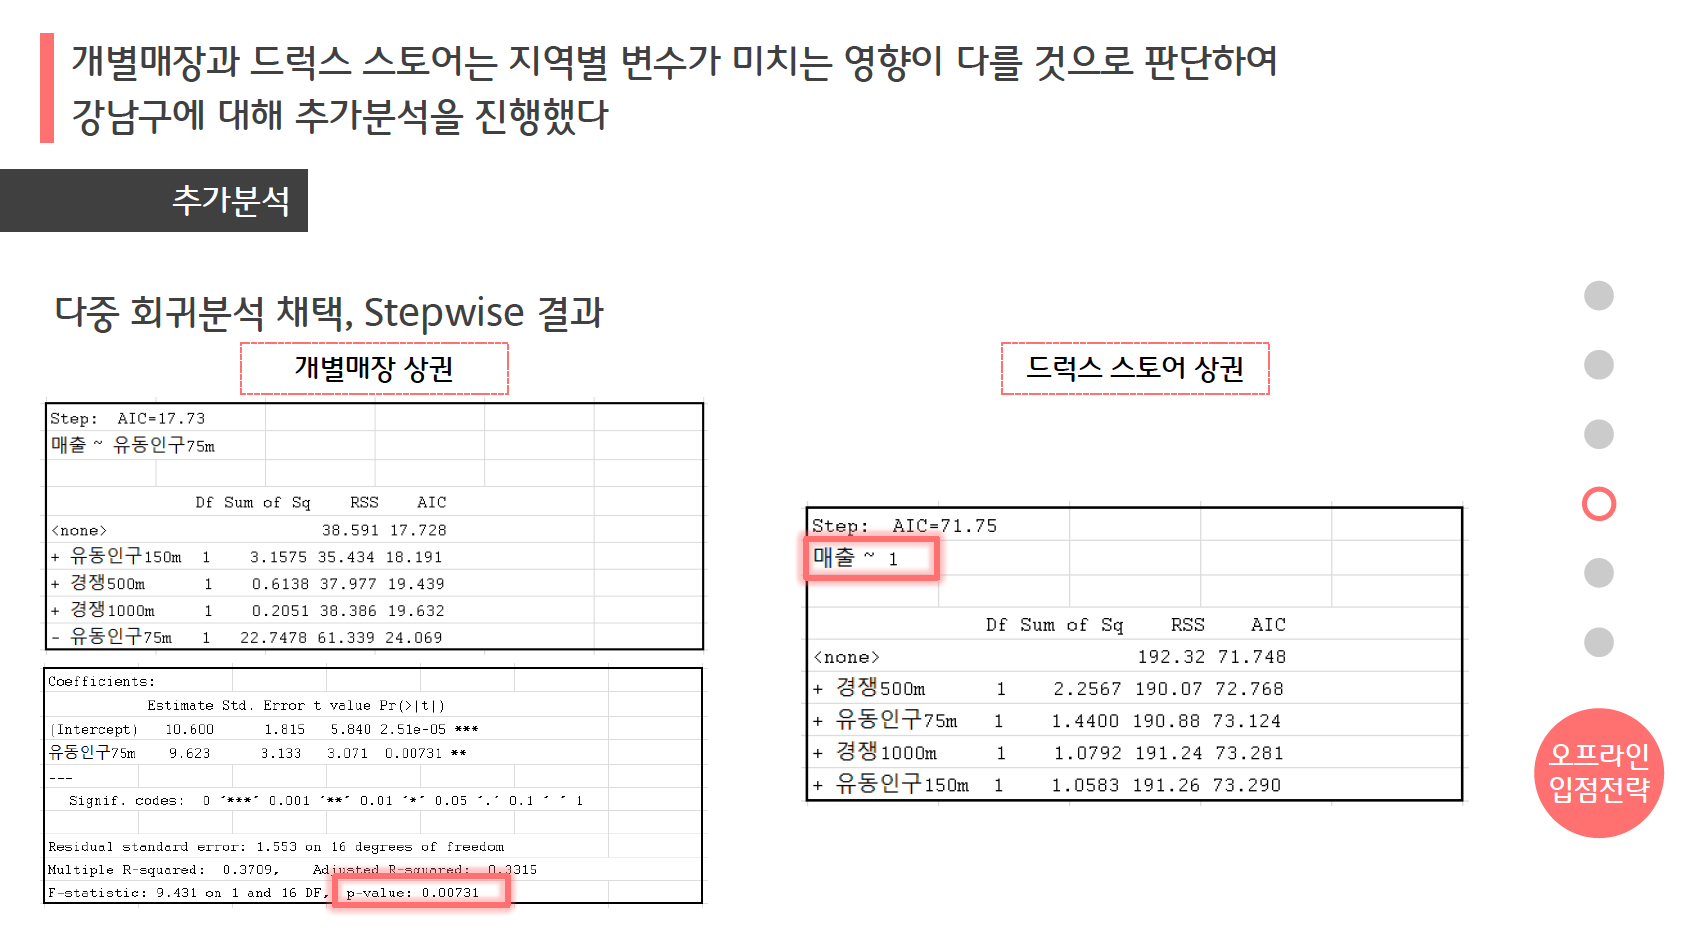 개별매장과 드럭스 스토어는 지역별 변수가 미치는 영향이 다를 것으로 판단하여
강남구에 대해 추가분석을 진행했다
추가분석
다중 회귀분석 채택, Stepwise 결과
개별매장 상권
Step:  AIC=17.73
매출 ~ 유동인구75m
Df Sum of Sq RSS AIC
<none> 38.591 17.728
+ 유동인구150m 1 3.1575 35.434 18.191
+ 경쟁500m 1 0.6138 37.977 19.439
+ 경쟁1000m 1 0.2051 38.386 19.632
- 유동인구75m 1 22.7478 61.339 24.069
Coefficients:
Estimate Std. Error t value Pr(>|t|)
(Intercept) 10.600 1.815 5.840 2.51e-05 ***
유동인구75m 9.623 3.133 3.071 0.00731 **
---
Signif. codes: 0 ‘***’ 0.001 ‘**’ 0.01 ‘*’ 0.05 ‘.’ 0.1 ‘ ’ 1
Residual standard error: 1.553 on 16 degrees of freedom
Multiple R-squared: 0.3709, Adjusted R-squared: 0.3315
F-statistic: 9.431 on 1 and 16 DF, p-value: 0.00731
드럭스 스토어 상권
Step:  AIC=71.75
매출 ~ 1
Df Sum of Sq RSS AIC
<none> 192.32 71.748
+ 경쟁500m 1 2.2567 190.07 72.768
+ 유동인구75m 1 1.4400 190.88 73.124
+ 경쟁1000m 1 1.0792 191.24 73.281
+ 유동인구150m 1 1.0583 191.26 73.290
오프라인
입점전략